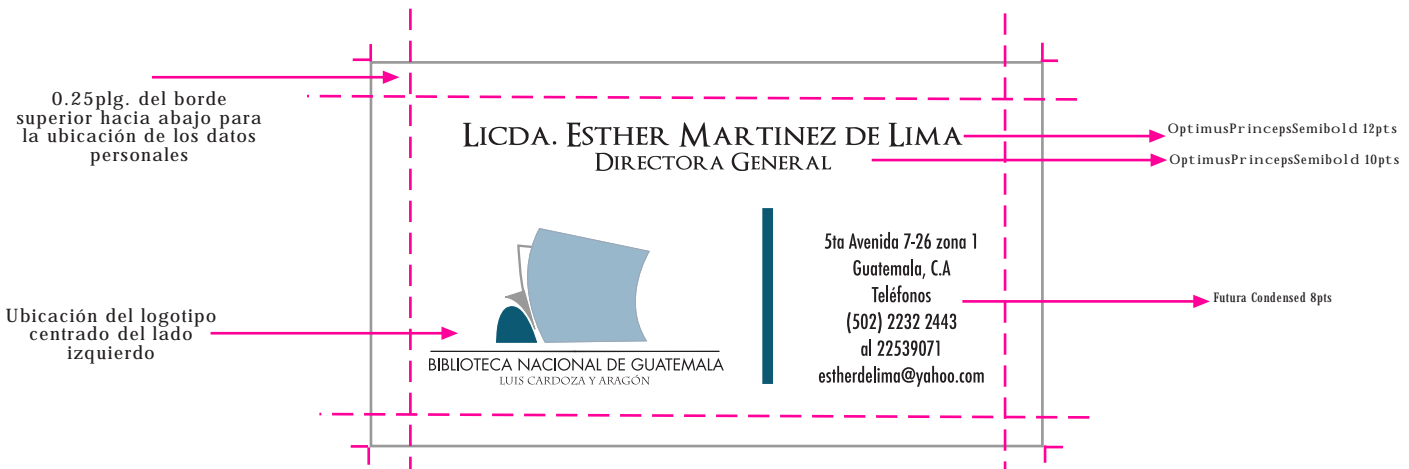 0.25plg. del borde
superior hacia abajo para
la ubicación de los datos
personales
LICDA. ESTHER MARTINEZ DE LIMA
DIRECTORA GENERAL
OptimusPrincepsSemibold 12pts
OptimusPrincepsSemibold 10pts
Ubicación del logotipo
centrado del lado
izquierdo
BIBLIOTECA NACIONAL DE GUATEMALA
LUIS CARDOZA Y ARAGÓN
5ta Avenida 7-26 zona 1
Guatemala, C.A
Teléfonos
(502) 2232 2443
al 22539071
estherdelima@yahoo.com
Futura Condensed 8pts